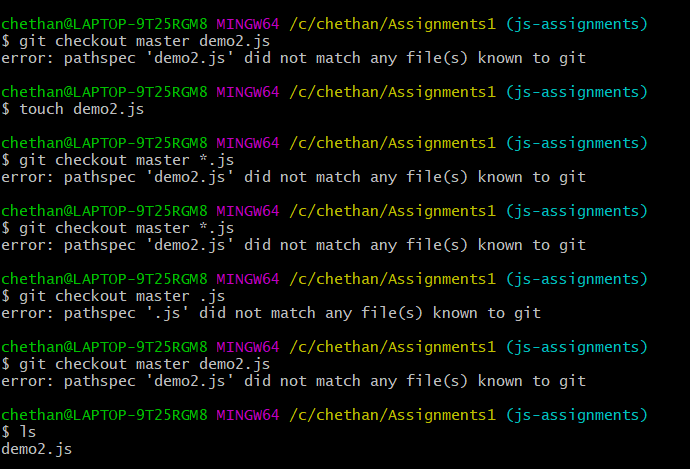 chethan@LAPTOP-9T25RGM8 MINGW64 /c/chethan/Assignments1 (js-assignments)
$ git checkout master demo2.js
error: pathspec 'demo2.js' did not match any file(s) known to git
chethan@LAPTOP-9T25RGM8 MINGW64 /c/chethan/Assignments1 (js-assignments)
$ touch demo2.js
chethan@LAPTOP-9T25RGM8 MINGW64 /c/chethan/Assignments1 (js-assignments)
$ git checkout master *.js
error: pathspec 'demo2.js' did not match any file(s) known to git
chethan@LAPTOP-9T25RGM8 MINGW64 /c/chethan/Assignments1 (js-assignments)
$ git checkout master *.js
error: pathspec 'demo2.js' did not match any file(s) known to git
chethan@LAPTOP-9T25RGM8 MINGW64 /c/chethan/Assignments1 (js-assignments)
$ git checkout master .js
error: pathspec '.js' did not match any file(s) known to git
chethan@LAPTOP-9T25RGM8 MINGW64 /c/chethan/Assignments1 (js-assignments)
$ git checkout master demo2.js
error: pathspec 'demo2.js' did not match any file(s) known to git
chethan@LAPTOP-9T25RGM8 MINGW64 /c/chethan/Assignments1 (js-assignments)
$ ls
demo2.js